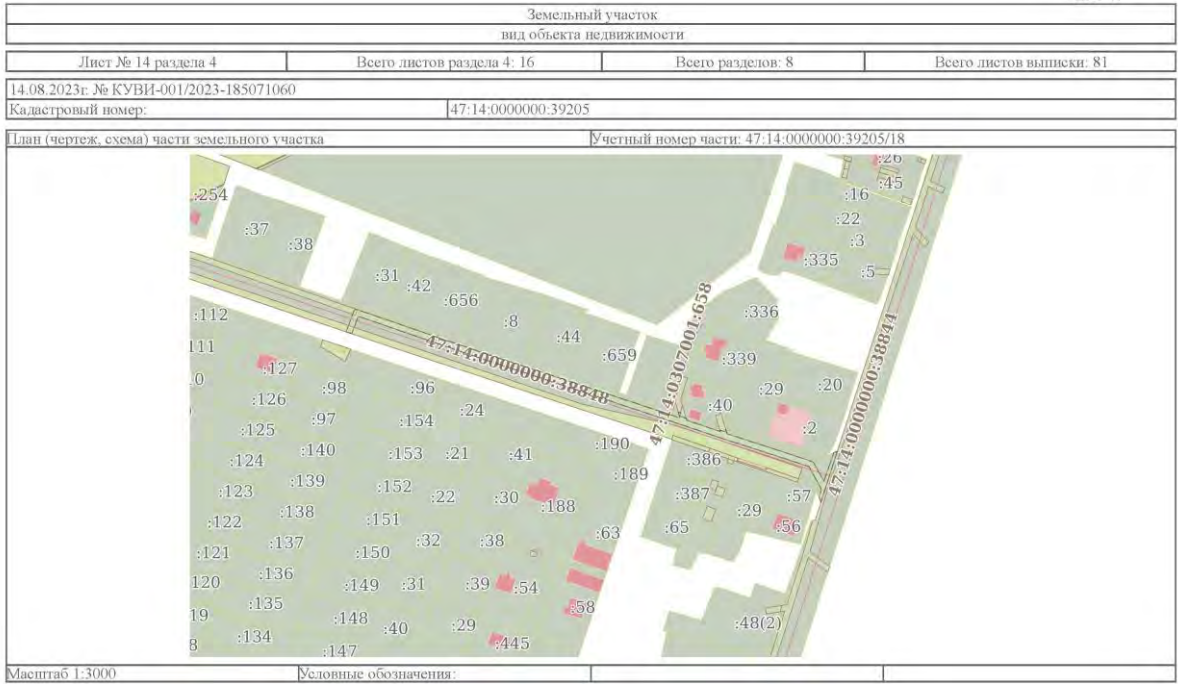 Земельный участок
вид объекта недвижимости
Лист № 14 раздела 4 Всего листов раздела 4: 16 Всего разделов: 8 Всего листов выписки: 81
14.08.2023г. № КУВИ-001/2023-185071060
Кадастровый номер: 47:14:0000000:39205
План (чертеж, схема) части земельного участка Учетный номер части: 47:14:0000000:39205/18
:26
:254 :16 :45
:37 :38 :22
:3
:335 :5
:31 :42 :656
:8 :44 :659
:336
:112
111
:127 :339
:98 :96 :29 :20
:126 :24 :40
:97 :154 :2
:125
47:14:0000000:38848
47:14:0307001:658
47:14:0000000:38844
:190
:124 :140 :153 :21 :41 :386
:189
:123 :139 :152 :22 :30 :188 :387 :57
:122 :138 :151 :65 :29 :56
:121 :137 :150 :32 :38 :63
120 :136 :149 :31 :39 :54
19 :135 :148 :40 :29 :58 :48(2)
8 :134 :147 :445
Масштаб 1:3000 Условные обозначения: